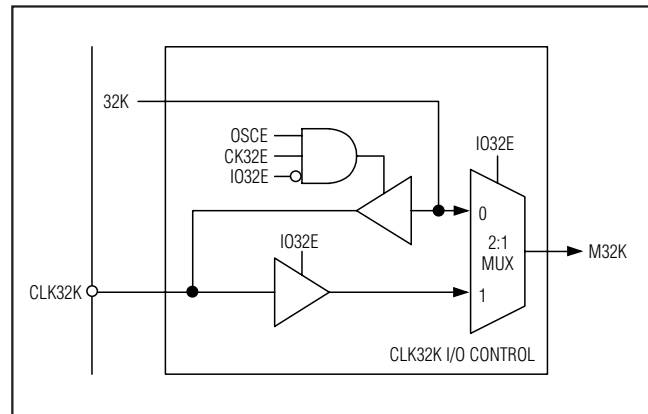 32K
OSCE
CK32E
IO32E
IO32E
0
2:1
MUX
M32K
IO32E
CLK32K
1
CLK32K I/O CONTROL